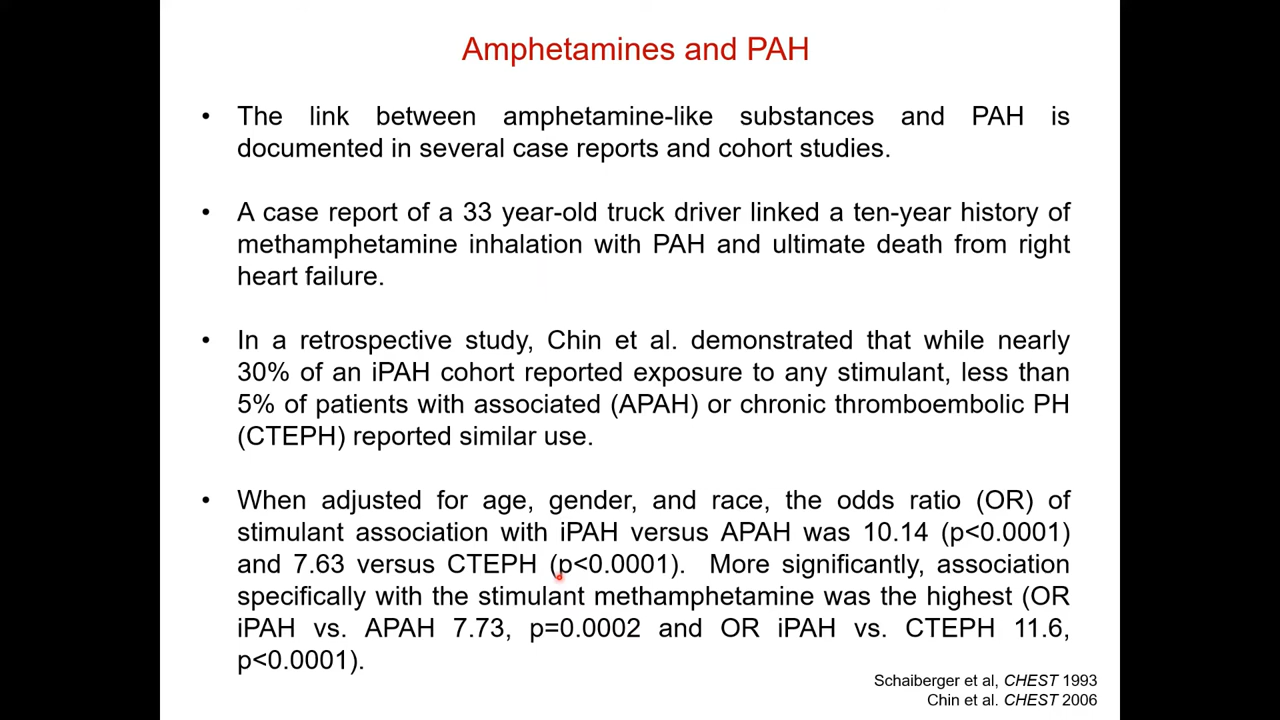 Amphetamines and PAH
• The link between amphetamine-like substances and PAH is
documented in several case reports and cohort studies.
• A case report of a 33 year-old truck driver linked a ten-year history of
methamphetamine inhalation with PAH and ultimate death from right
heart failure.
• In a retrospective study, Chin et al. demonstrated that while nearly
30% of an iPAH cohort reported exposure to any stimulant, less than
5% of patients with associated (APAH) or chronic thromboembolic PH
(CTEPH) reported similar use.
• When adjusted for age, gender, and race, the odds ratio (OR) of
stimulant association with iPAH versus APAH was 10.14 (p<0.0001)
and 7.63 versus CTEPH (p<0.0001). More significantly, association
specifically with the stimulant methamphetamine was the highest (OR
iPAH vs. APAH 7.73, p=0.0002 and OR iPAH vs. CTEPH 11.6,
p<0.0001).
Schaiberger et al, CHEST 1993
Chin et al. CHEST 2006